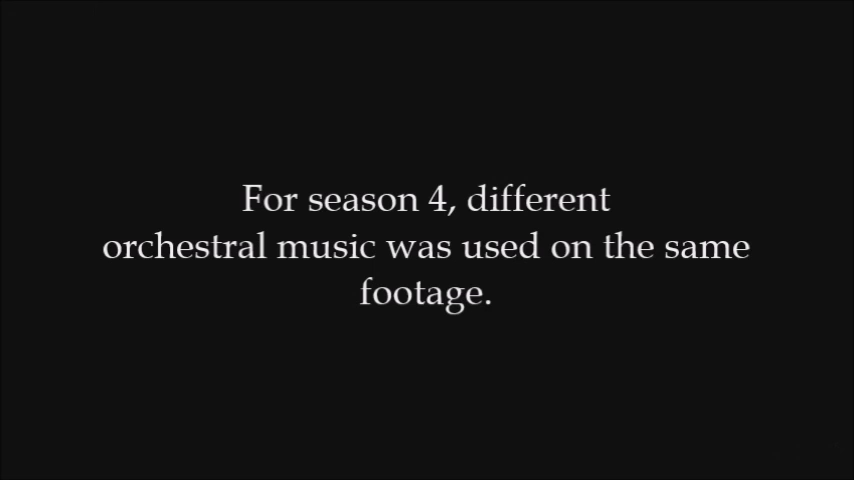 For season 4, different
orchestral music was used on the same
footage.